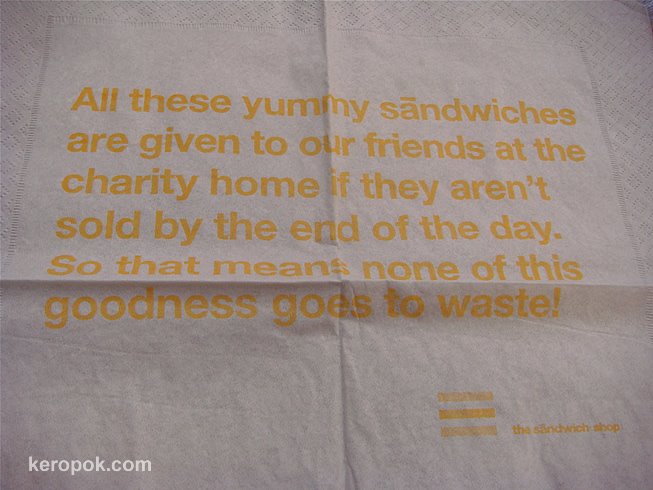 All these yummy sāndwiches
are given to our friends at the
charity home if they aren't
sold by the end of the day.
So that means none of this
goodness goes to waste!
the sāndwich shop
keropok.com